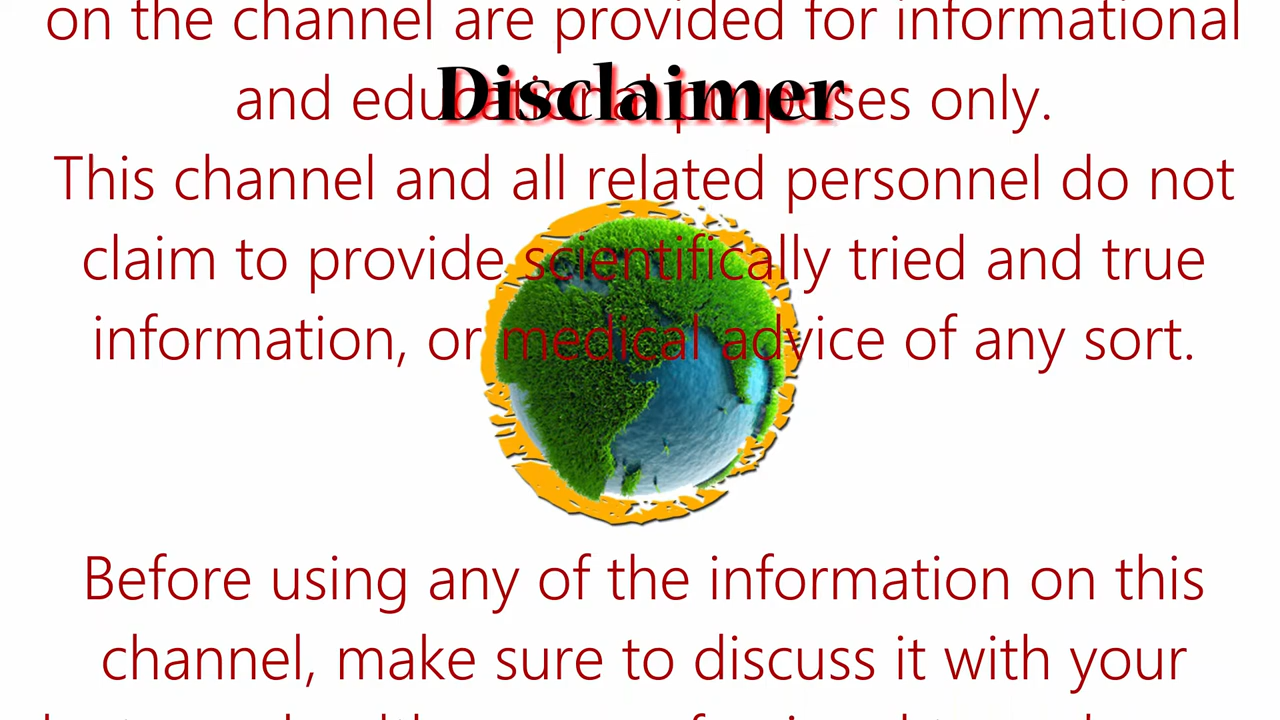 on the channel are provided for informational
Disclaimer
and educational purposes only.
This channel and all related personnel do not
claim to provide scientifically tried and true
information, or medical advice of any sort.
Before using any of the information on this
channel, make sure to discuss it with your